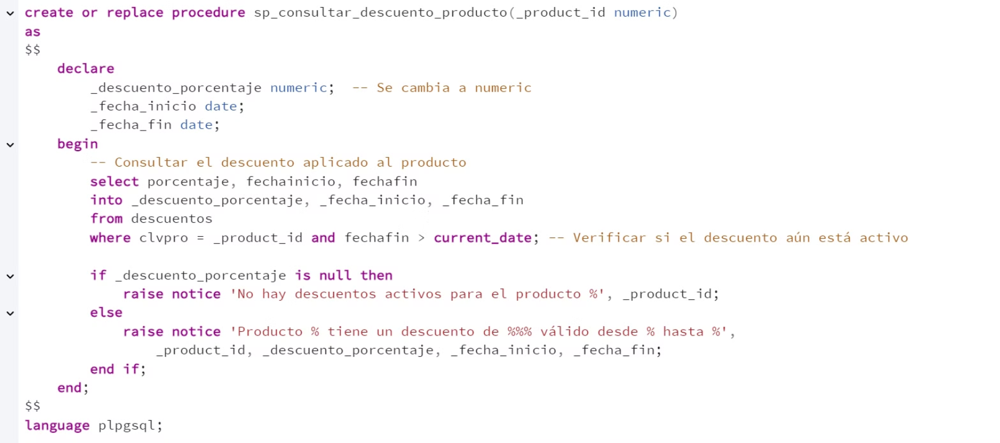 create or replace procedure sp_consultar_descuento_producto(_product_id numeric)
as
$$
    declare
        _descuento_porcentaje numeric;  -- Se cambia a numeric
        _fecha_inicio date;
        _fecha_fin date;
    begin
        -- Consultar el descuento aplicado al producto
        select porcentaje, fechainicio, fechafin
        into _descuento_porcentaje, _fecha_inicio, _fecha_fin
        from descuentos
        where clvpro = _product_id and fechafin > current_date; -- Verificar si el descuento aún está activo

        if _descuento_porcentaje is null then
            raise notice 'No hay descuentos activos para el producto %', _product_id;
        else
            raise notice 'Producto % tiene un descuento de %%% válido desde % hasta %',
                _product_id, _descuento_porcentaje, _fecha_inicio, _fecha_fin;
        end if;
    end;
$$
language plpgsql;